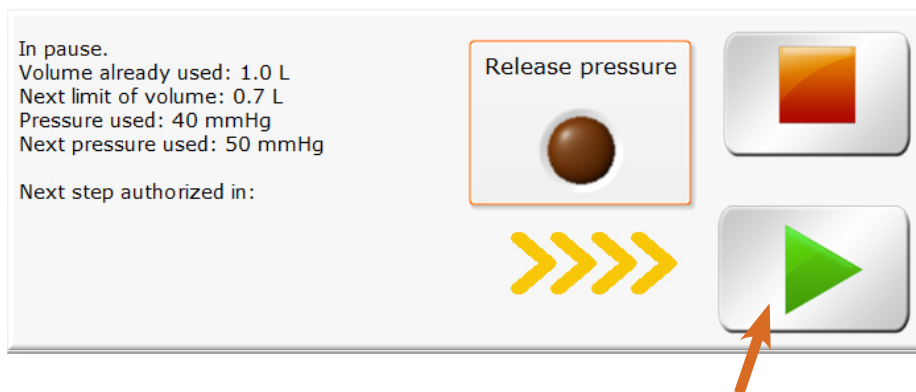 In pause.
Volume already used: 1.0 L
Next limit of volume: 0.7 L
Pressure used: 40 mmHg
Next pressure used: 50 mmHg
Next step authorized in:
Release pressure